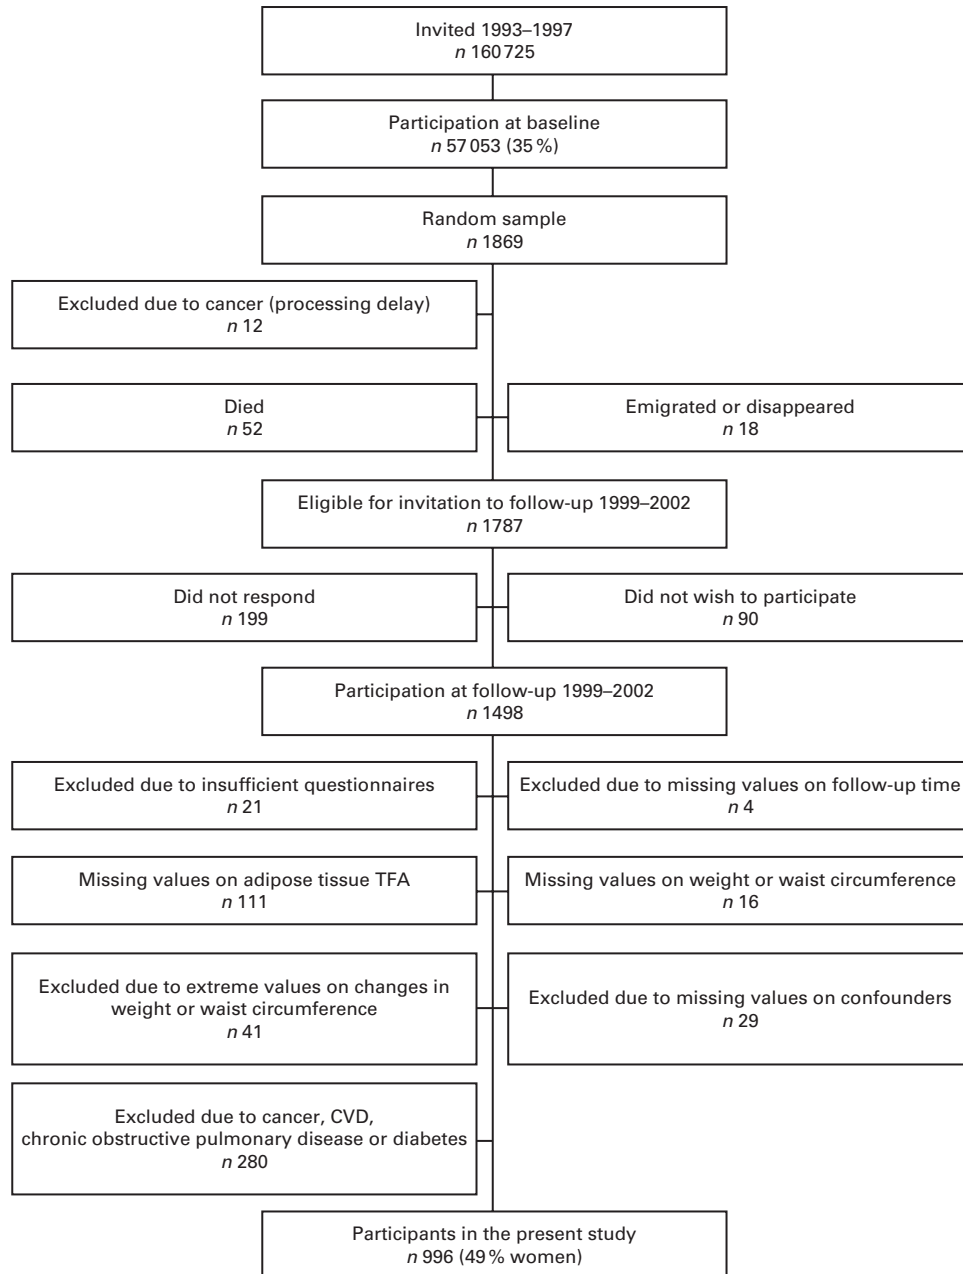 Invited 1993–1997
n 160 725
Participation at baseline
n 57 053 (35 %)
Random sample
n 1869
Excluded due to cancer (processing delay)
n 12
Died
n 52
Emigrated or disappeared
n 18
Eligible for invitation to follow-up 1999–2002
n 1787
Did not respond
n 199
Did not wish to participate
n 90
Participation at follow-up 1999–2002
n 1498
Excluded due to insufficient questionnaires
n 21
Excluded due to missing values on follow-up time
n 4
Missing values on adipose tissue TFA
n 111
Missing values on weight or waist circumference
n 16
Excluded due to extreme values on changes in
weight or waist circumference
n 41
Excluded due to missing values on confounders
n 29
Excluded due to cancer, CVD,
chronic obstructive pulmonary disease or diabetes
n 280
Participants in the present study
n 996 (49 % women)